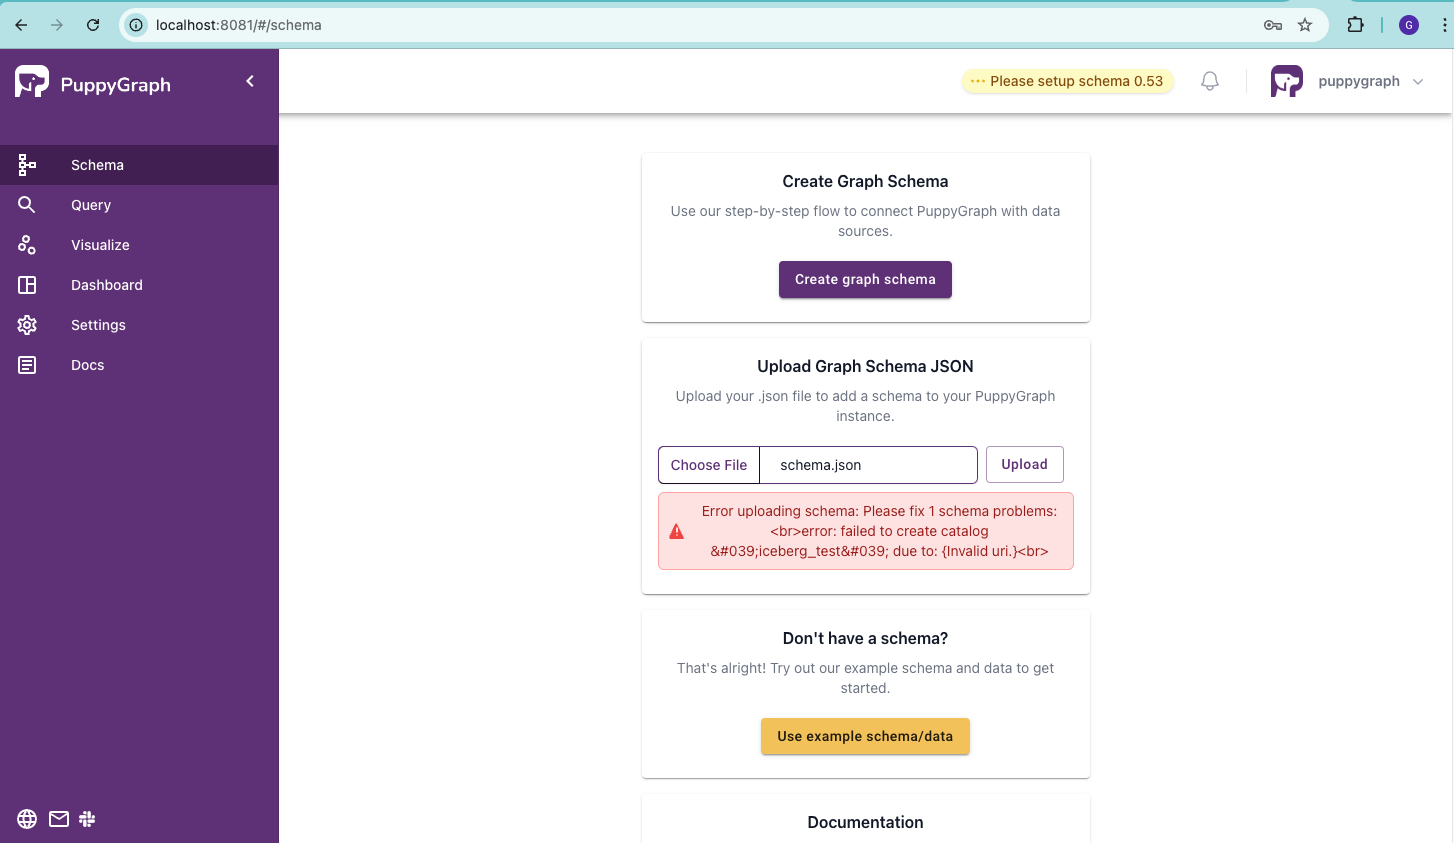 localhost:8081/#/schema
G
PuppyGraph
Please setup schema 0.53
puppygraph
Schema
Query
Visualize
Dashboard
Settings
Docs
Create Graph Schema
Use our step-by-step flow to connect PuppyGraph with data
sources.
Create graph schema
Upload Graph Schema JSON
Upload your .json file to add a schema to your PuppyGraph
instance.
Choose File schema.json Upload
Error uploading schema: Please fix 1 schema problems:
<br>error: failed to create catalog
&#039;iceberg_test&#039; due to: {Invalid uri.}<br>
Don't have a schema?
That's alright! Try out our example schema and data to get
started.
Use example schema/data
Documentation